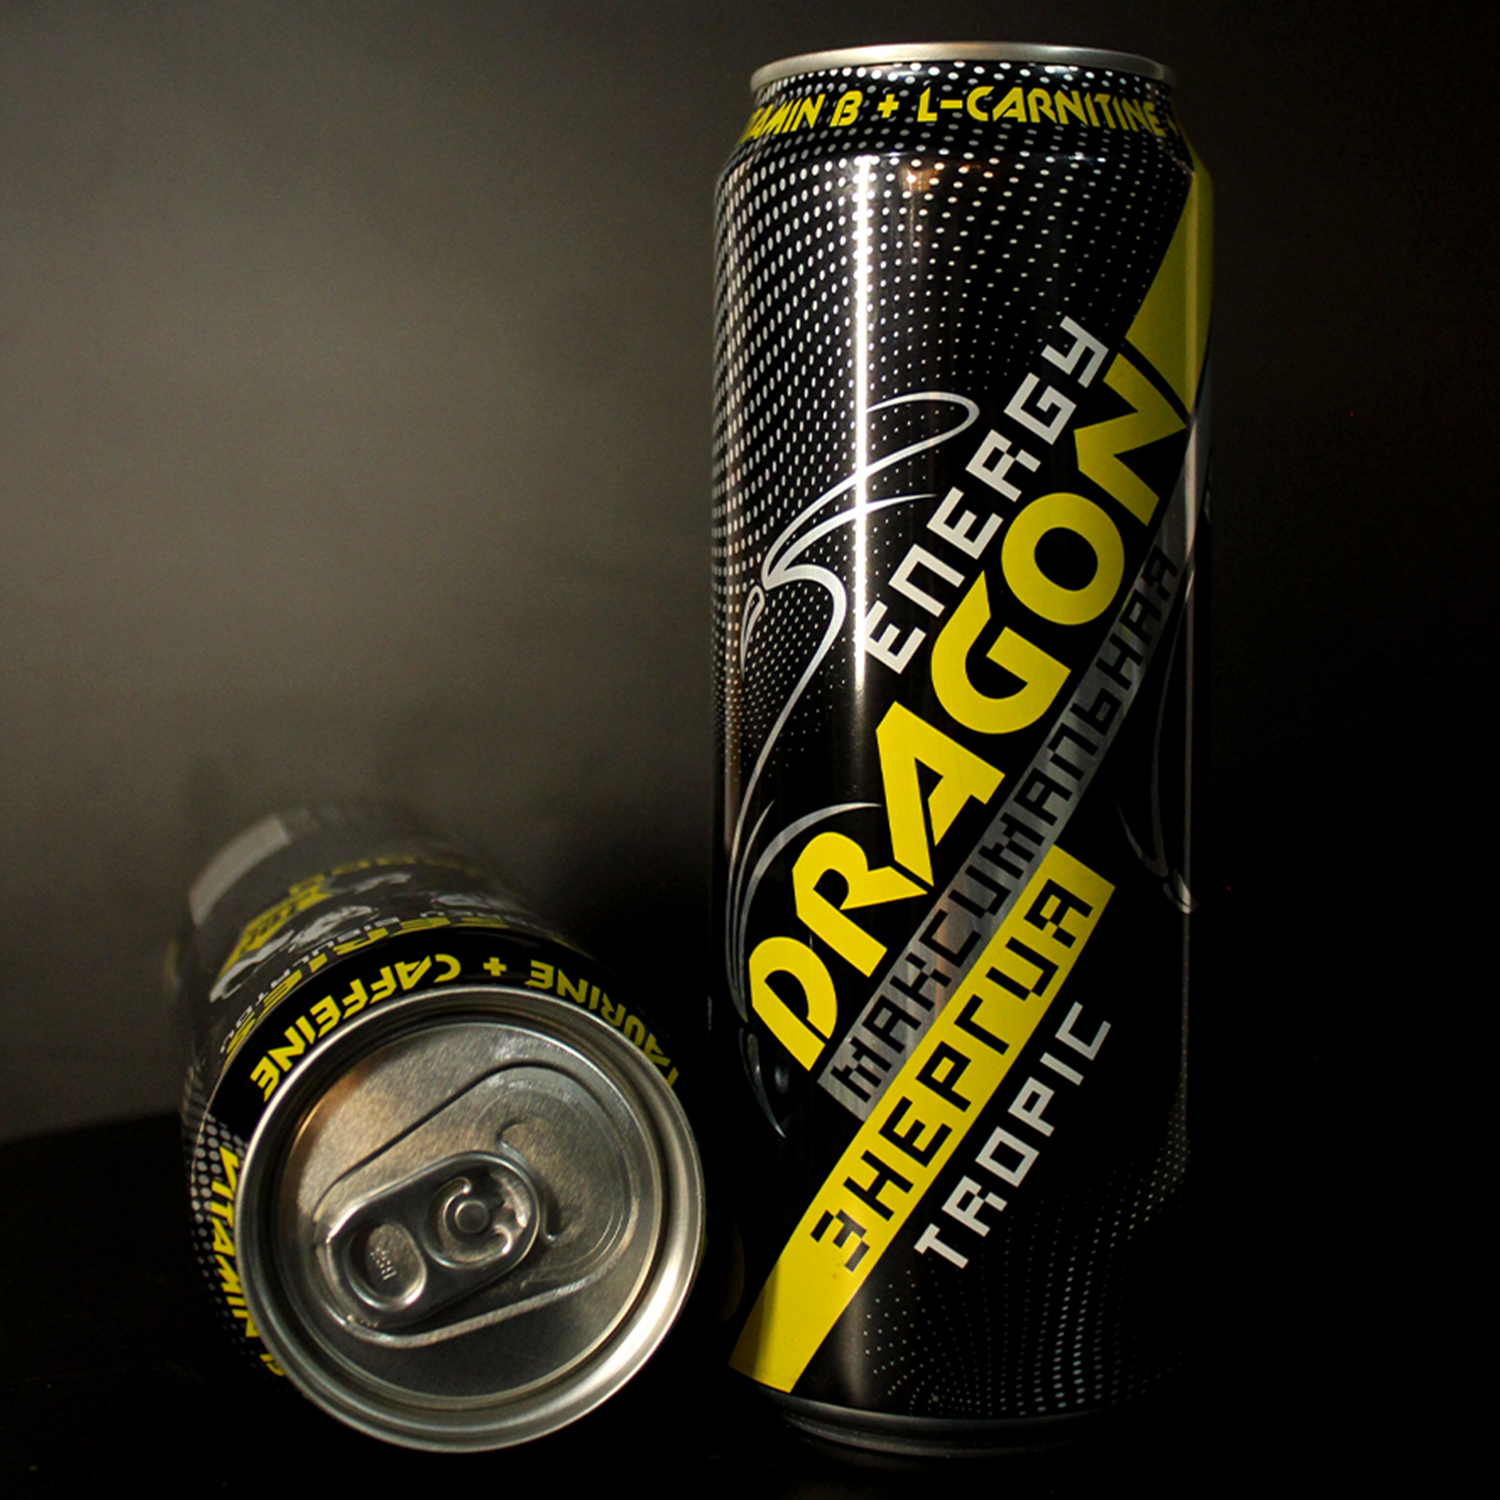 VITAMIN B + L-CARNITINE
ENERGY
DRAGON
МАКСИМАЛЬНАЯ
ЭНЕРГИЯ
TROPIC
CAFFEINE + TAURINE
VITAMIN